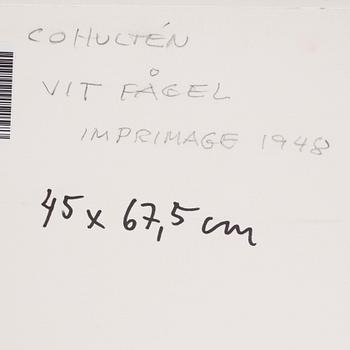 COHULTÉN
VIT FÅGEL
IMPRIMAGE 1948
45 x 67,5 cm